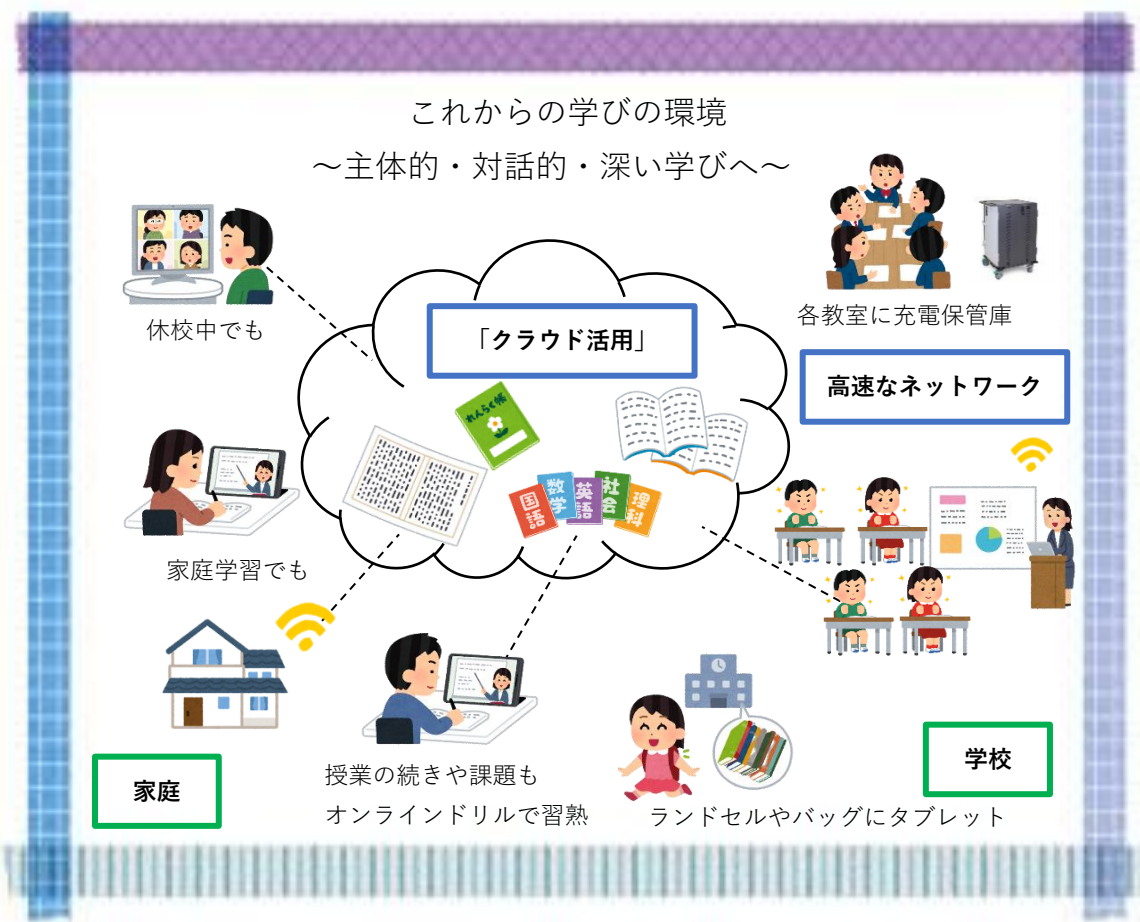 これからの学びの環境
～主体的・対話的・深い学びへ～
休校中でも
「クラウド活用」
各教室に充電保管庫
高速なネットワーク
れんらく帳
国語
数学
英語
社会
理科
家庭学習でも
家庭
授業の続きや課題も
オンラインドリルで習熟
ランドセルやバッグにタブレット
学校